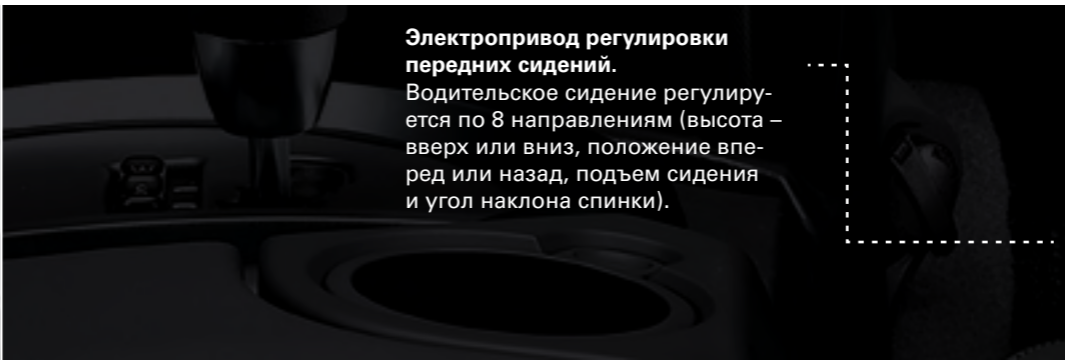 Электропривод регулировки
передних сидений.
Водительское сидение регулиру-
ется по 8 направлениям (высота –
вверх или вниз, положение впе-
ред или назад, подъем сидения
и угол наклона спинки).